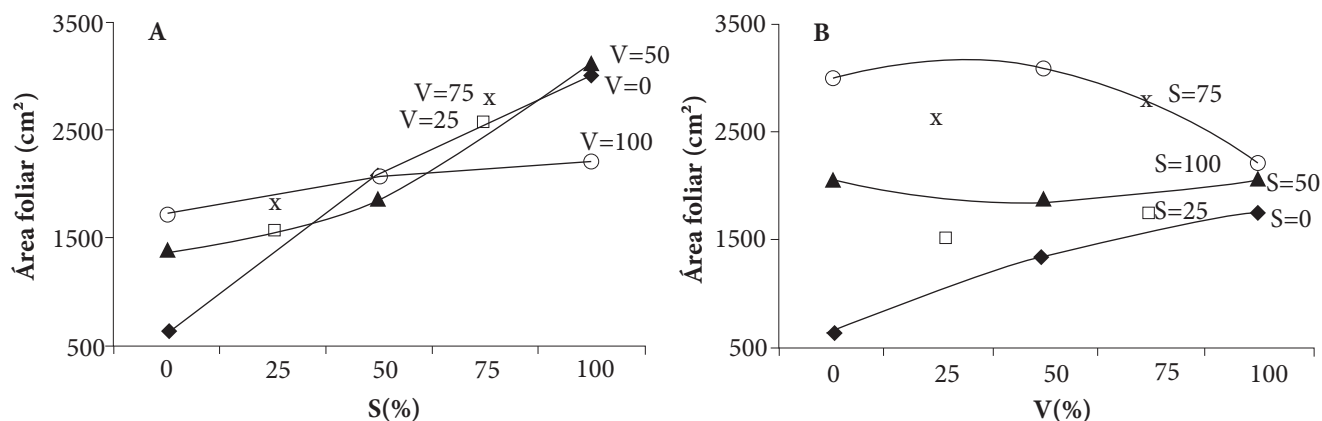 A
Área foliar (cm²)
3500
2500
1500
500
0 25 50 75 100
S(%)
V=50
V=0
V=75
V=25
V=100
x
x
B
Área foliar (cm²)
3500
2500
1500
500
0 25 50 75 100
V(%)
x
x
S=75
S=100
S=50
S=25
S=0